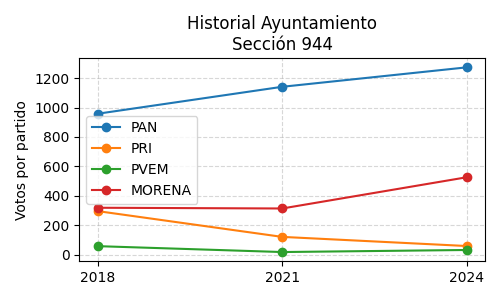 Historial Ayuntamiento
Sección 944
Votos por partido
1200
1000
800
600
400
200
0
PAN
PRI
PVEM
MORENA
2018
2021
2024